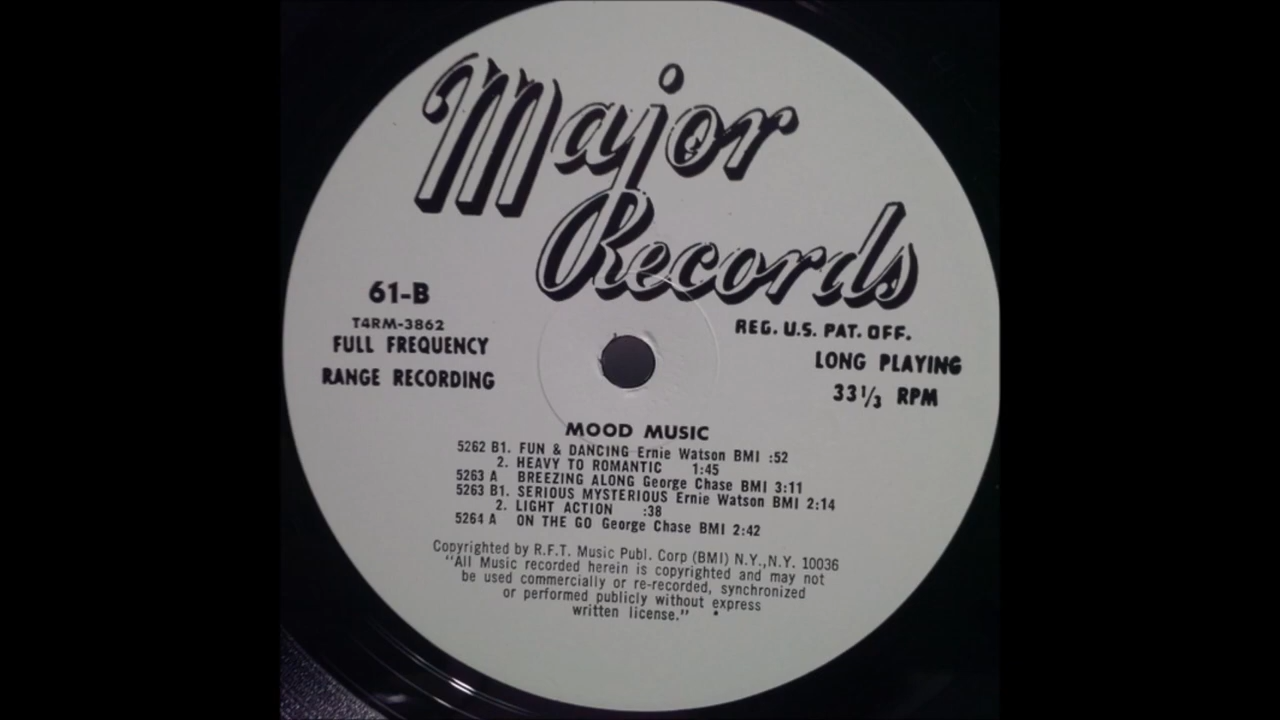 Major
Records
REG. U.S. PAT. OFF.
61-B
T4RM-3862
FULL FREQUENCY
RANGE RECORDING
LONG PLAYING
33 1/3 RPM
MOOD MUSIC
5262 B1. FUN & DANCING Ernie Watson BMI :52
2. HEAVY TO ROMANTIC 1:45
5263 A BREEZING ALONG George Chase BMI 3:11
5263 B1. SERIOUS MYSTERIOUS Ernie Watson BMI 2:14
2. LIGHT ACTION :38
5264 A ON THE GO George Chase BMI 2:42
Copyrighted by R.F.T. Music Publ. Corp (BMI) N.Y.,N.Y. 10036
"All Music recorded herein is copyrighted and may not
be used commercially or re-recorded, synchronized
or performed publicly without express
written license."